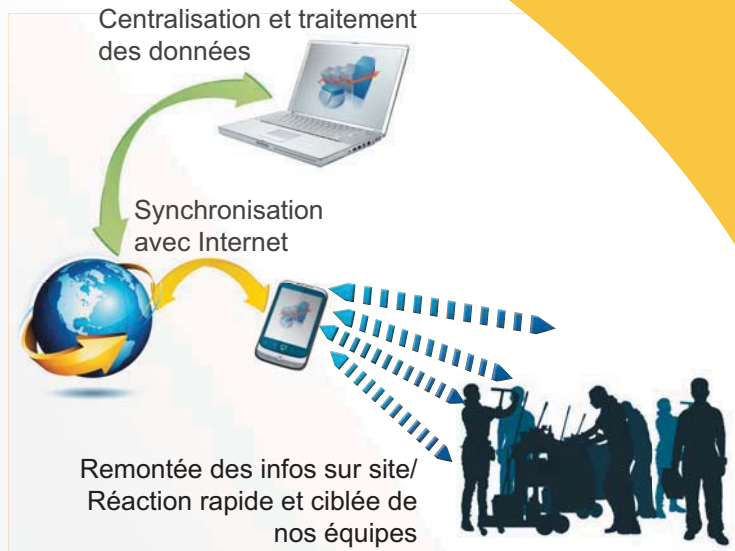 Centralisation et traitement
des données
Synchronisation
avec Internet
Remontée des infos sur site/
Réaction rapide et ciblée de
nos équipes